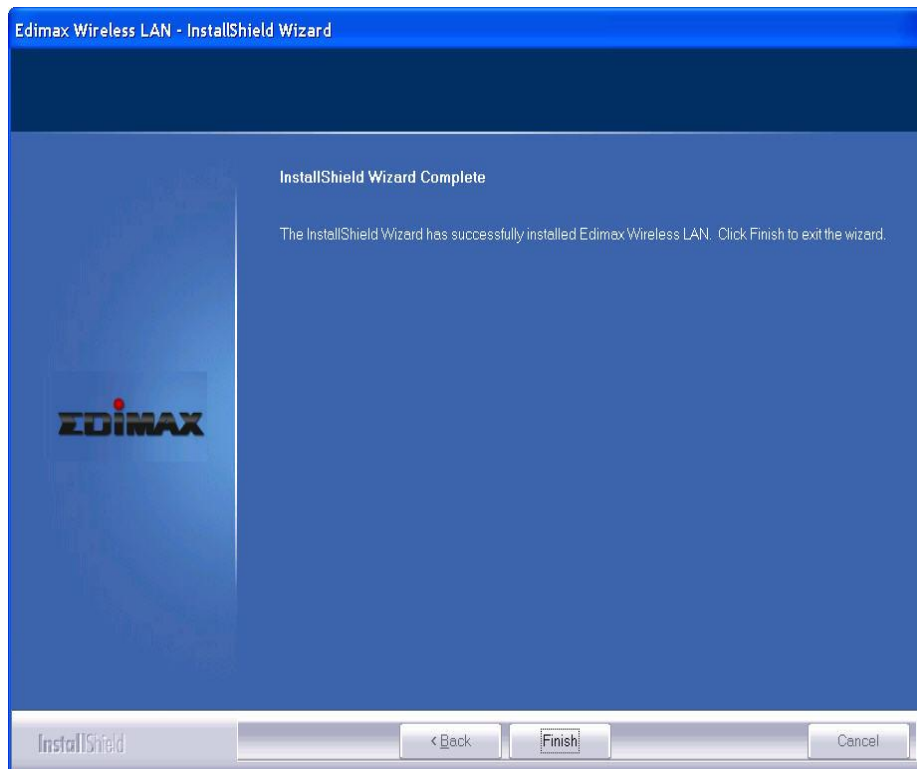 Edimax Wireless LAN - InstallShield Wizard
InstallShield Wizard Complete
The InstallShield Wizard has successfully installed Edimax Wireless LAN. Click Finish to exit the wizard.
EDIMAX
InstallShield
< Back
Finish
Cancel